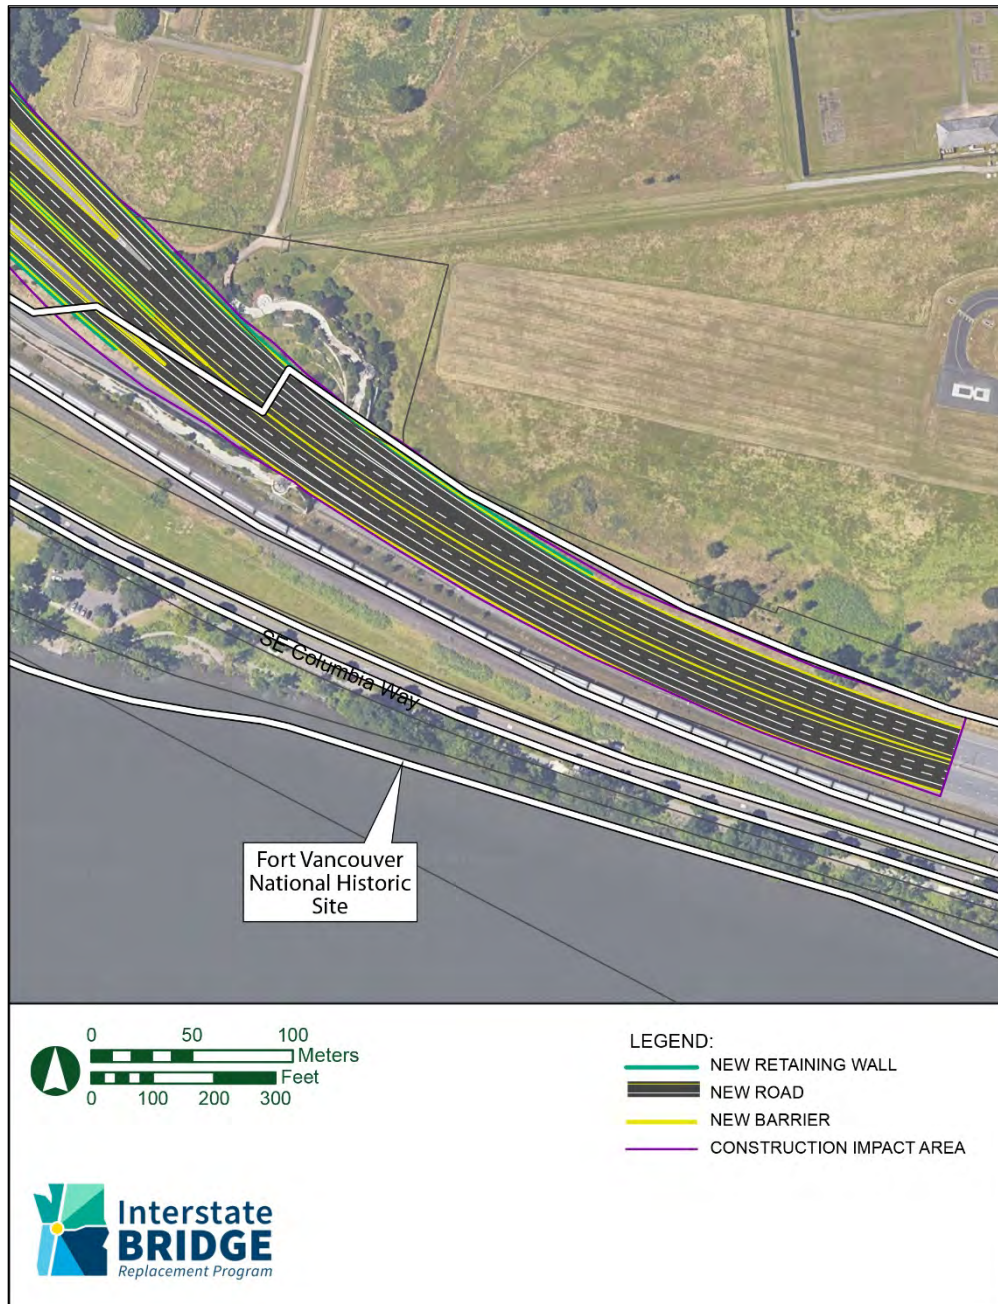 SE Columbia Way
Fort Vancouver
National Historic
Site
0 50 100
Meters
Feet
0 100 200 300
LEGEND:
NEW RETAINING WALL
NEW ROAD
NEW BARRIER
CONSTRUCTION IMPACT AREA
Interstate
BRIDGE
Replacement Program